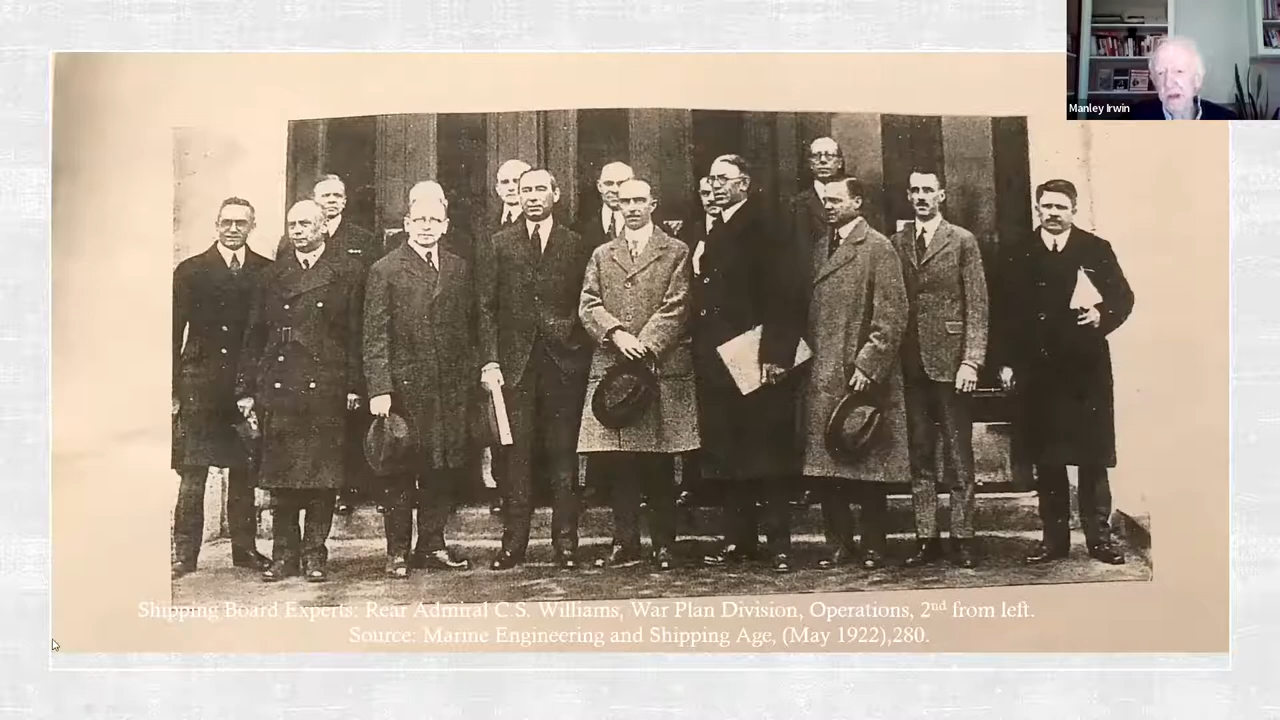 Manley Irwin
Shipping Board Experts: Rear Admiral C.S. Williams, War Plan Division, Operations, 2nd from left.
Source: Marine Engineering and Shipping Age, (May 1922),280.